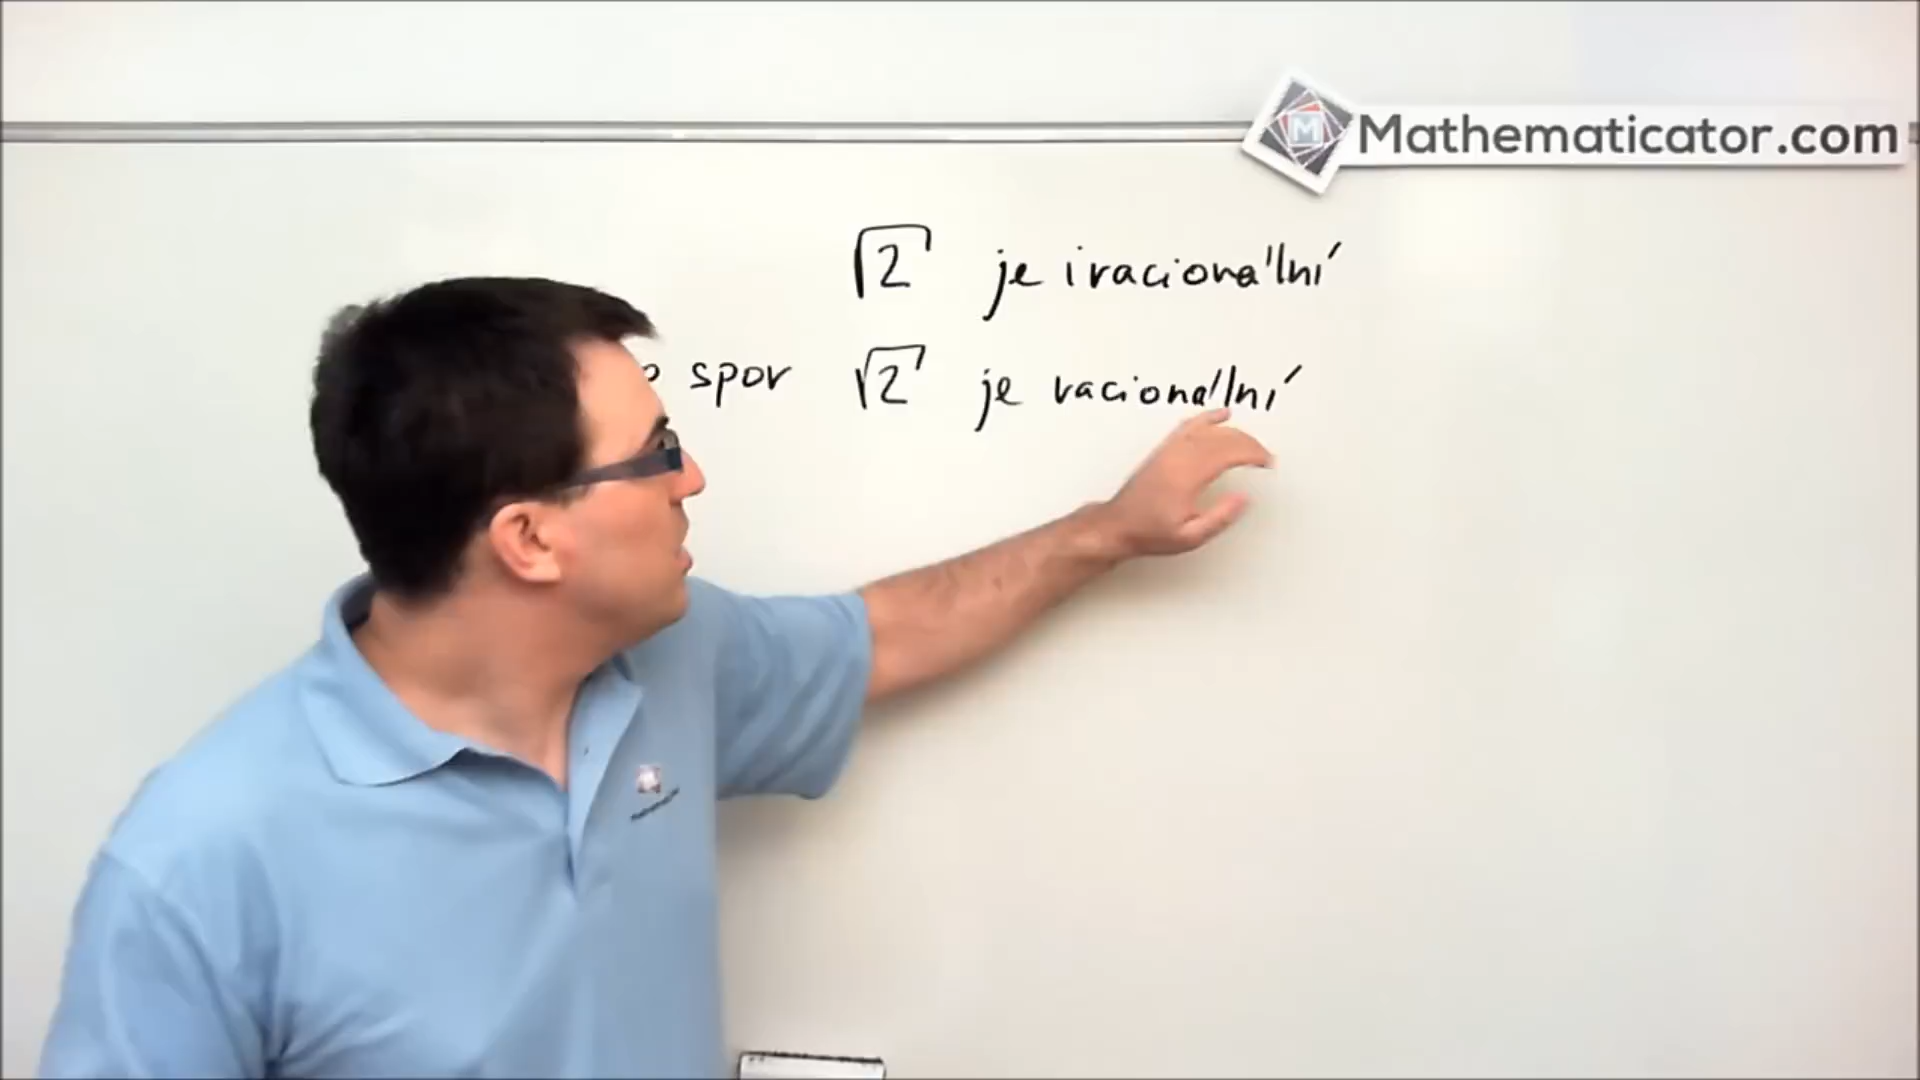 Mathematicator.com
√2 je iracionální
spor √2 je racionální